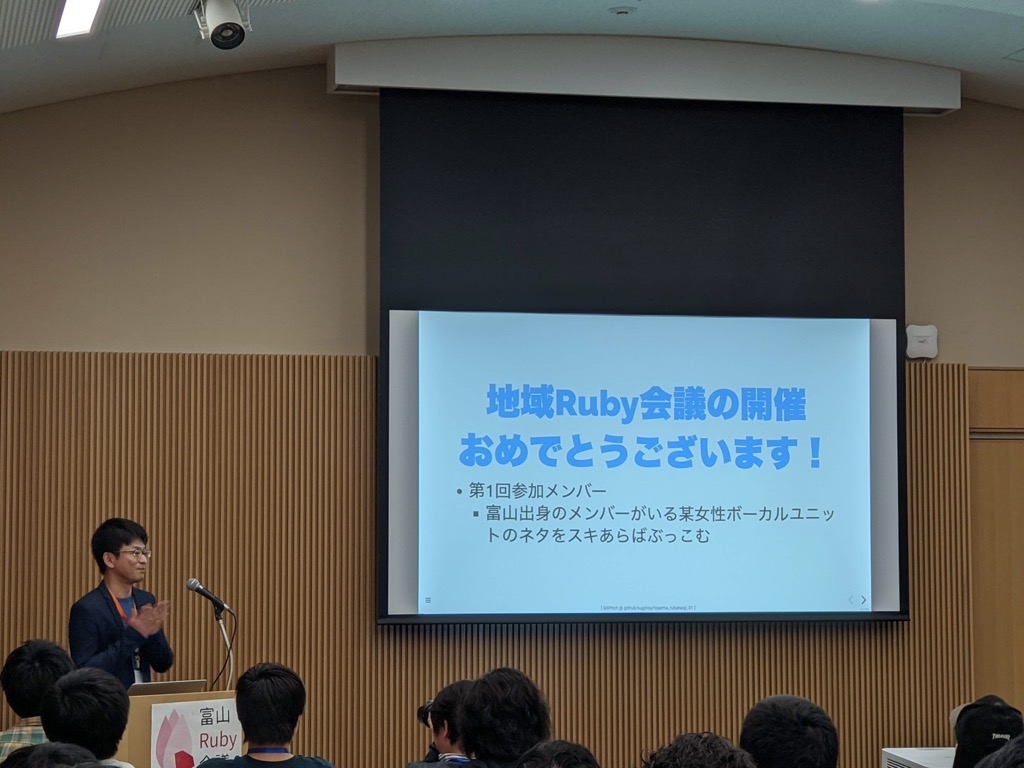 地域Ruby会議の開催
おめでとうございます！
• 第1回参加メンバー
▪ 富山出身のメンバーがいる某女性ボーカルユニッ
トのネタをスキあらばぶっこむ
富山
Ruby
会議